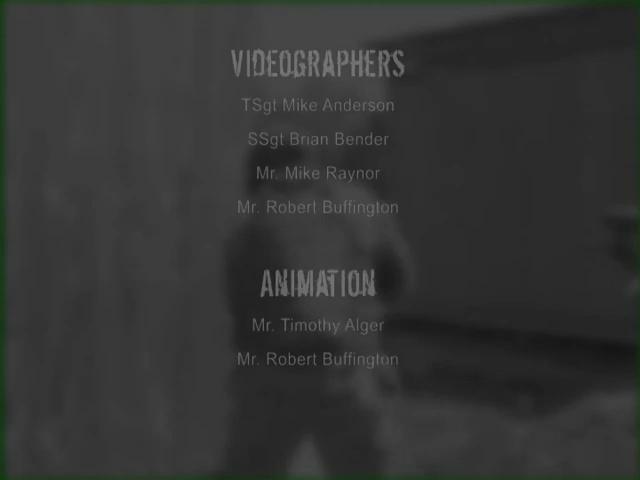 VIDEOGRAPHERS
TSgt Mike Anderson
SSgt Brian Bender
Mr. Mike Raynor
Mr. Robert Buffington
ANIMATION
Mr. Timothy Alger
Mr. Robert Buffington